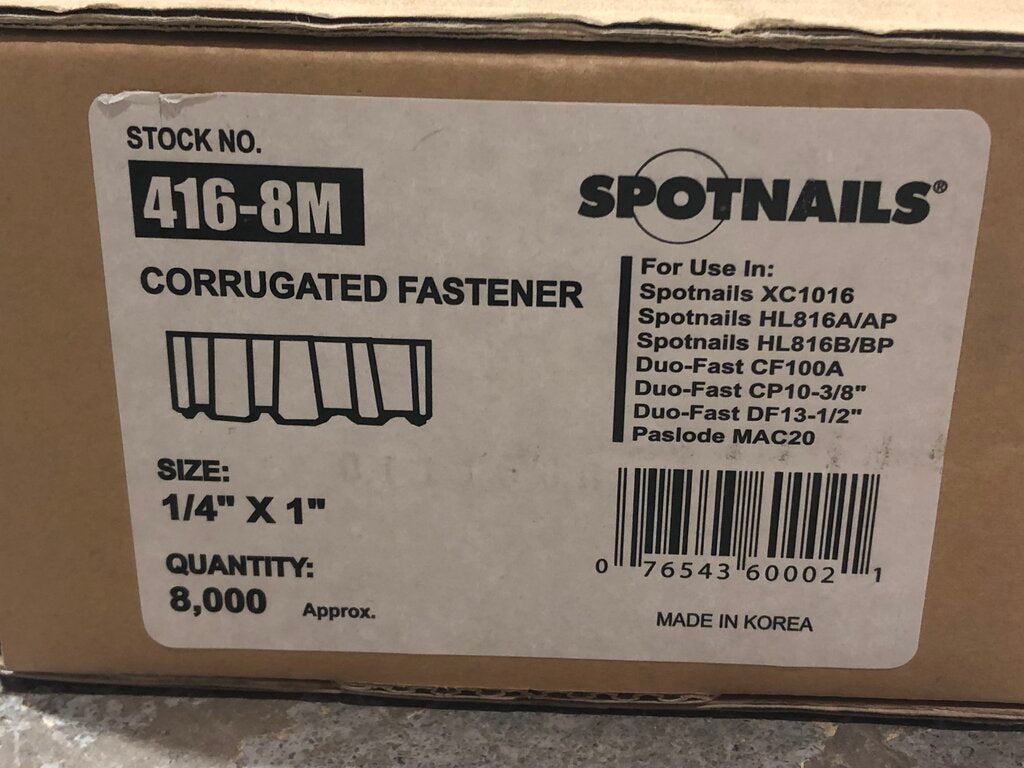 STOCK NO.
416-8M
CORRUGATED FASTENER
SIZE:
1/4" X 1"
QUANTITY:
8,000 Approx.
SPOTNAILS®
For Use In:
Spotnails XC1016
Spotnails HL816A/AP
Spotnails HL816B/BP
Duo-Fast CF100A
Duo-Fast CP10-3/8"
Duo-Fast DF13-1/2"
Paslode MAC20
0 76543 60002 1
MADE IN KOREA